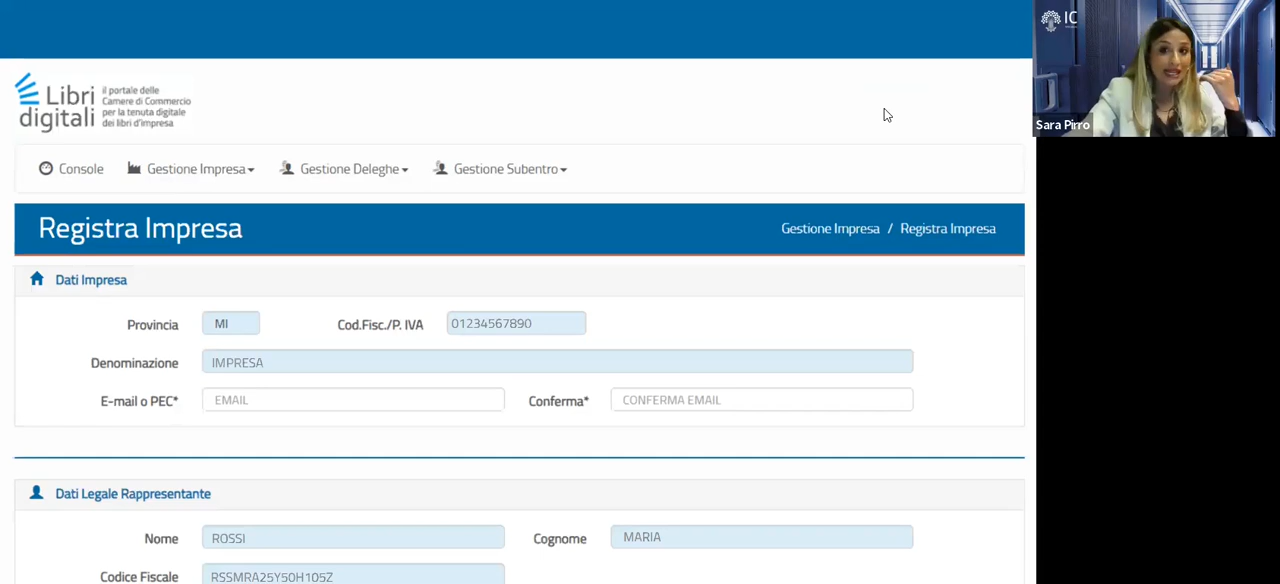 Libri digitali
il portale delle
Camere di Commercio
per la tenuta digitale
dei libri d'impresa
IC
Sara Pirro
Console
Gestione Impresa
Gestione Deleghe
Gestione Subentro
Registra Impresa
Gestione Impresa / Registra Impresa
Dati Impresa
Provincia MI Cod.Fisc./P. IVA 01234567890
Denominazione IMPRESA
E-mail o PEC* EMAIL Conferma* CONFERMA EMAIL
Dati Legale Rappresentante
Nome ROSSI Cognome MARIA
Codice Fiscale RSSMRA25Y50H105Z